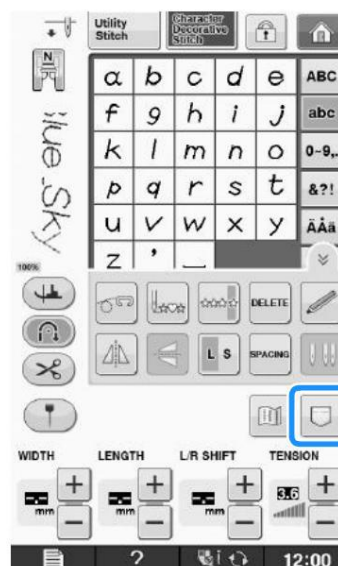 Utility Stitch
Character Decorative Stitch
N
a b c d e ABC
f g h i j abc
k l m n o 0~9,.
p q r s t &?!
u v w x y ÄÅä
z ' _
Blue_Sky
100%
DELETE
L S SPACING
WIDTH LENGTH L/R SHIFT TENSION
+ + + +
mm mm mm 3.6
− − − −
? i 12:00